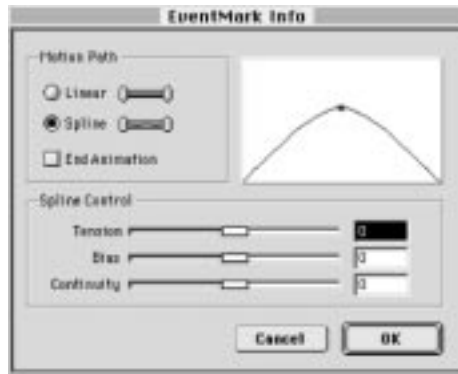 EventMark Info
Motion Path
Linear
Spline
End Animation
Spline Control
Tension 0
Bias 0
Continuity 0
Cancel OK